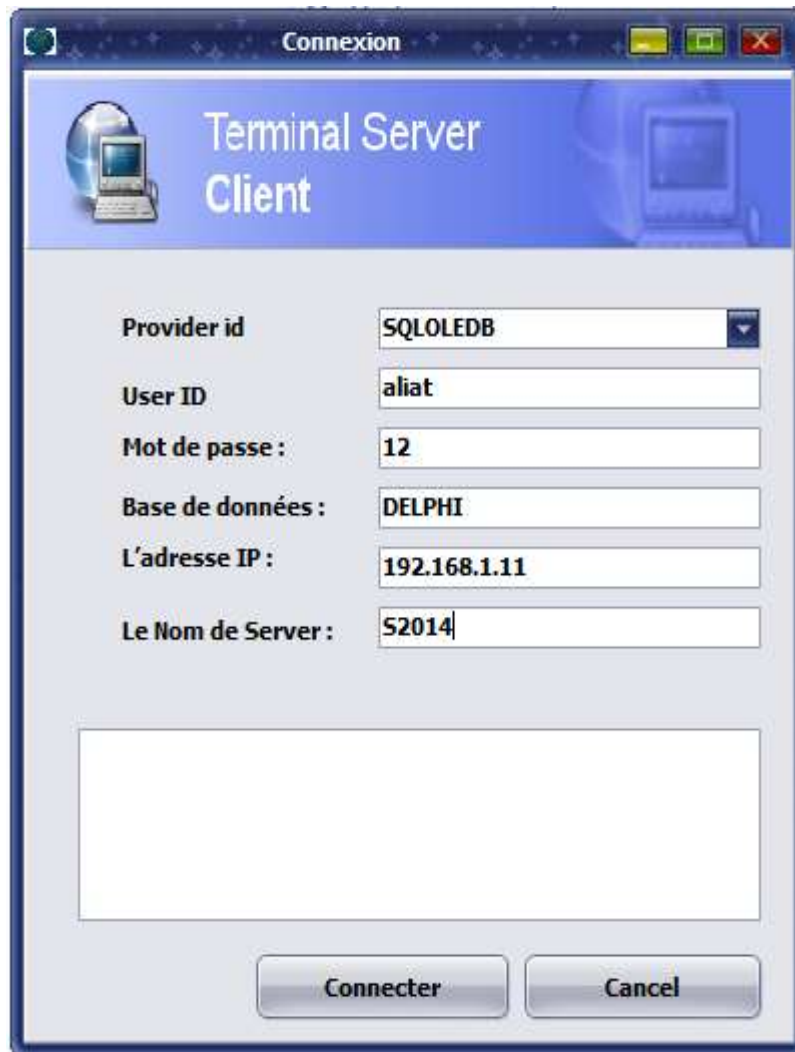 Connexion
Terminal Server
Client
Provider id
SQLOLEDB
User ID
aliat
Mot de passe :
12
Base de données :
DELPHI
L'adresse IP :
192.168.1.11
Le Nom de Server :
S2014
Connecter
Cancel